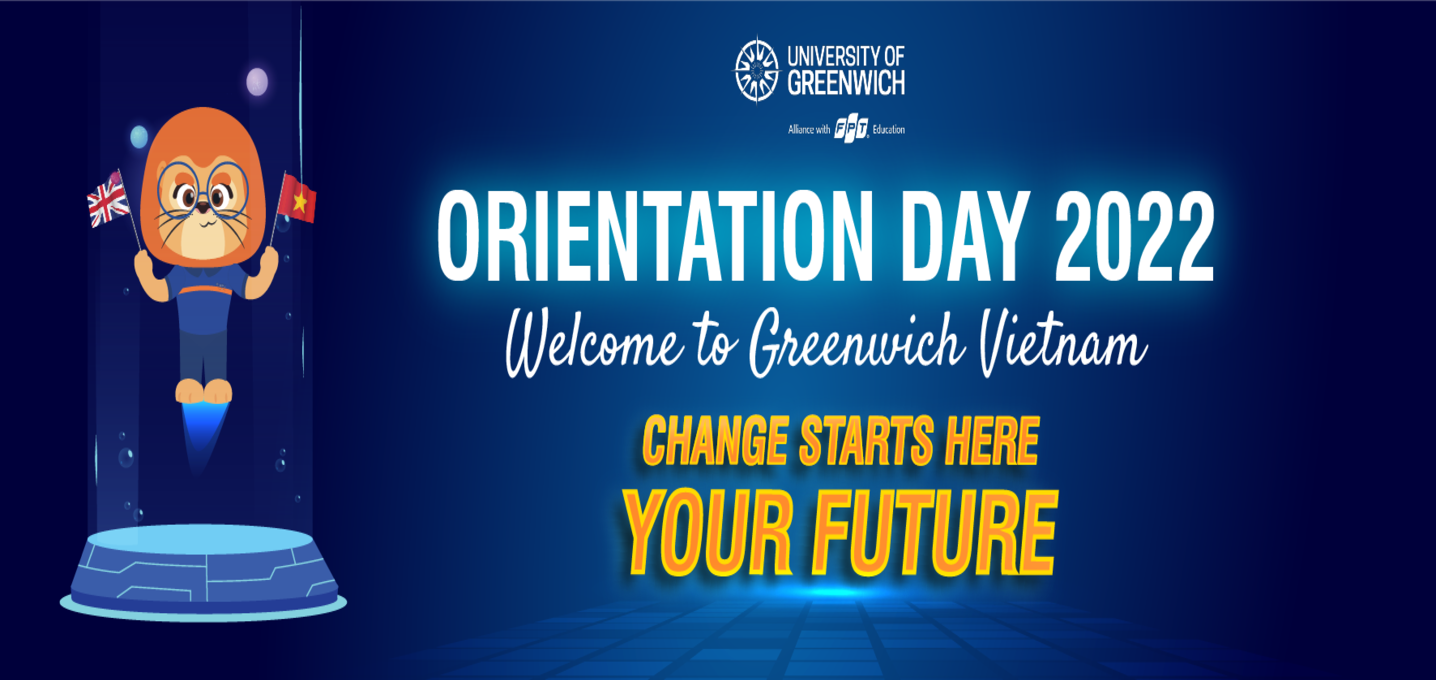 UNIVERSITY OF
GREENWICH
Alliance with FPT Education
ORIENTATION DAY 2022
Welcome to Greenwich Vietnam
CHANGE STARTS HERE
YOUR FUTURE